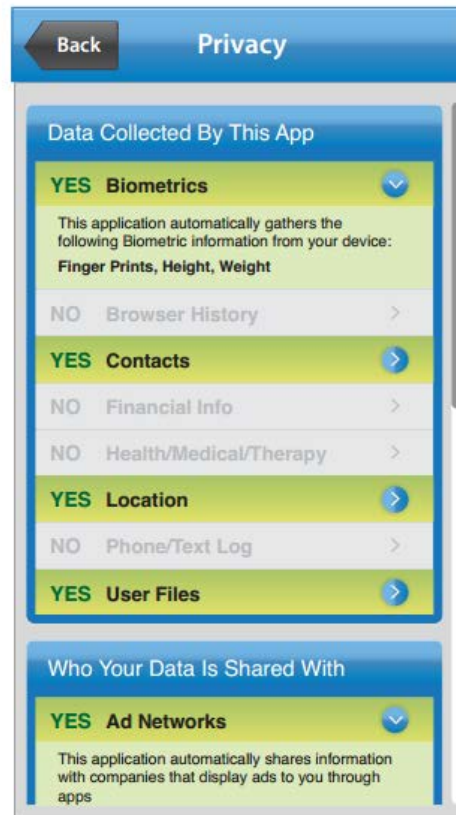 Back
Privacy
Data Collected By This App
YES Biometrics
This application automatically gathers the
following Biometric information from your device:
Finger Prints, Height, Weight
NO Browser History
YES Contacts
NO Financial Info
NO Health/Medical/Therapy
YES Location
NO Phone/Text Log
YES User Files
Who Your Data Is Shared With
YES Ad Networks
This application automatically shares information
with companies that display ads to you through
apps